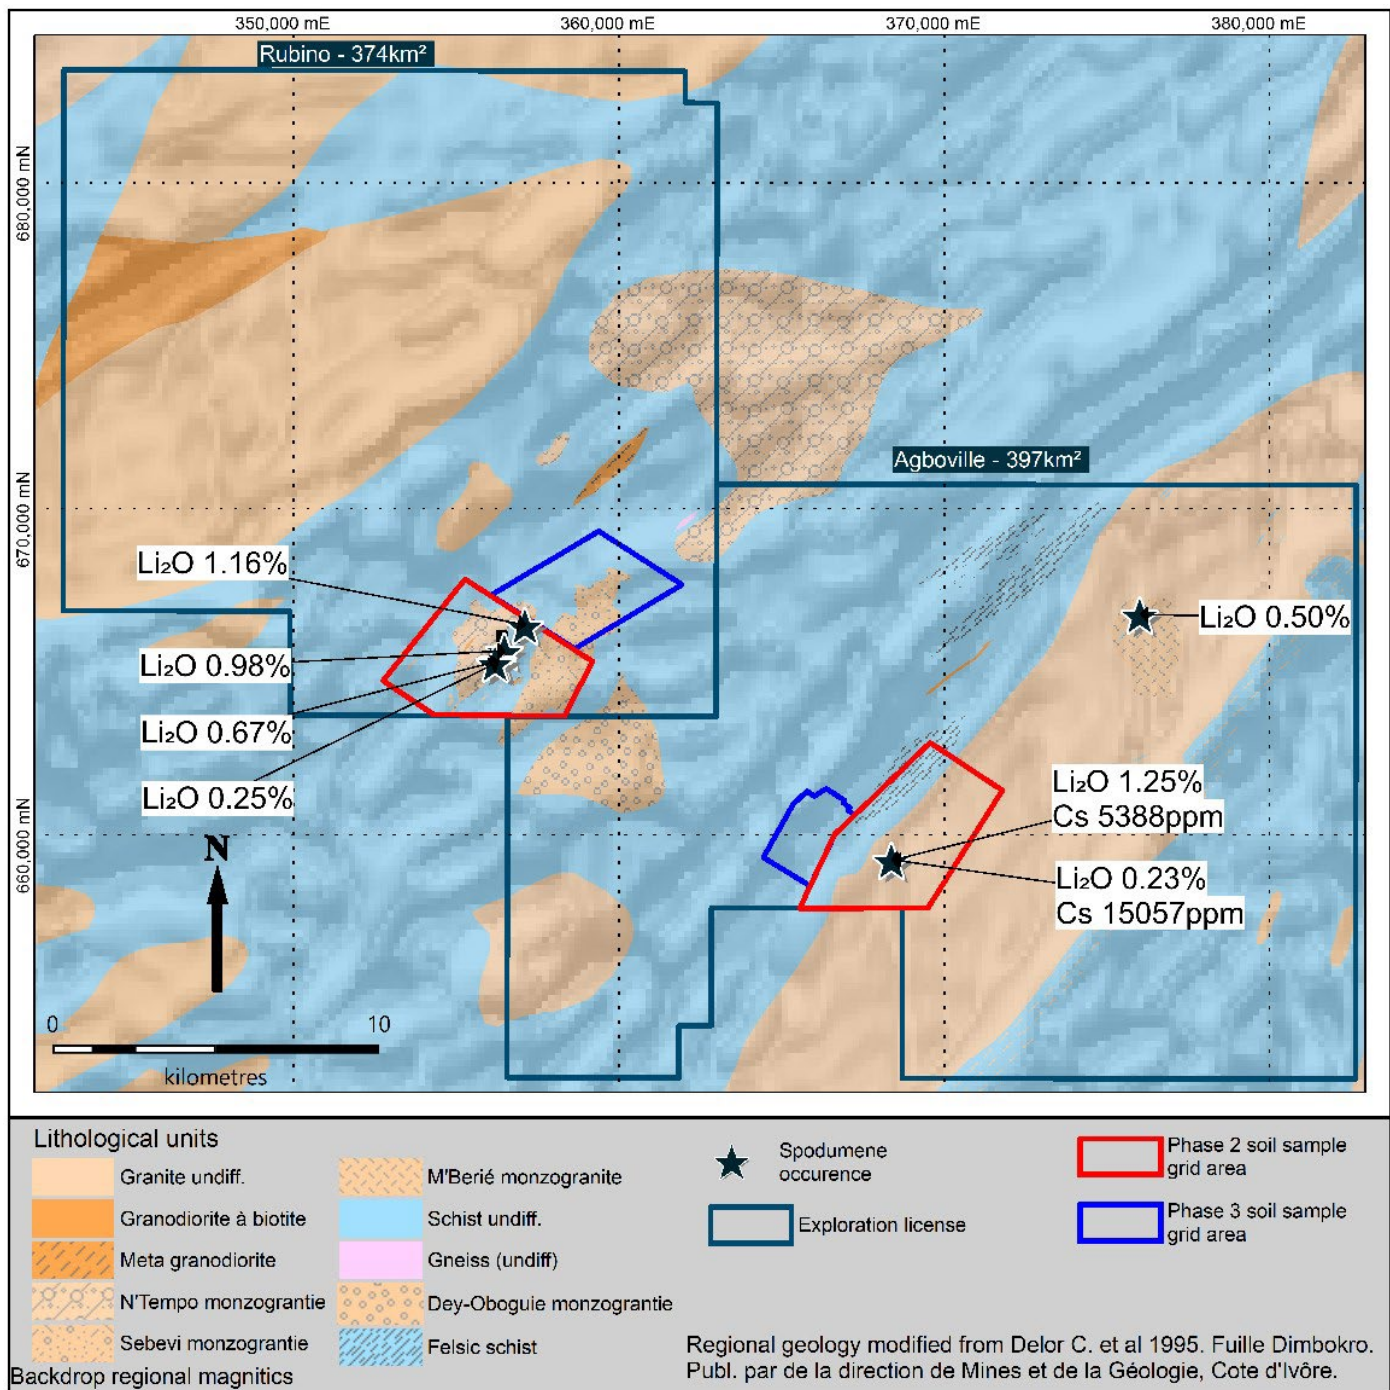 350,000 mE
360,000 mE
370,000 mE
380,000 mE
Rubino - 374km²
680,000 mN
Agboville - 397km²
670,000 mN
Li₂O 1.16%
Li₂O 0.50%
Li₂O 0.98%
Li₂O 0.67%
Li₂O 0.25%
Li₂O 1.25%
Cs 5388ppm
660,000 mN
N
Li₂O 0.23%
Cs 15057ppm
0
10
kilometres
Lithological units
Granite undiff.
Granodiorite à biotite
Meta granodiorite
N'Tempo monzograntie
Sebevi monzograntie
Backdrop regional magnitics
M'Berié monzogranite
Schist undiff.
Gneiss (undiff)
Dey-Oboguie monzograntie
Felsic schist
Spodumene
occurence
Exploration license
Phase 2 soil sample
grid area
Phase 3 soil sample
grid area
Regional geology modified from Delor C. et al 1995. Fuille Dimbokro.
Publ. par de la direction de Mines et de la Géologie, Cote d'Ivôre.